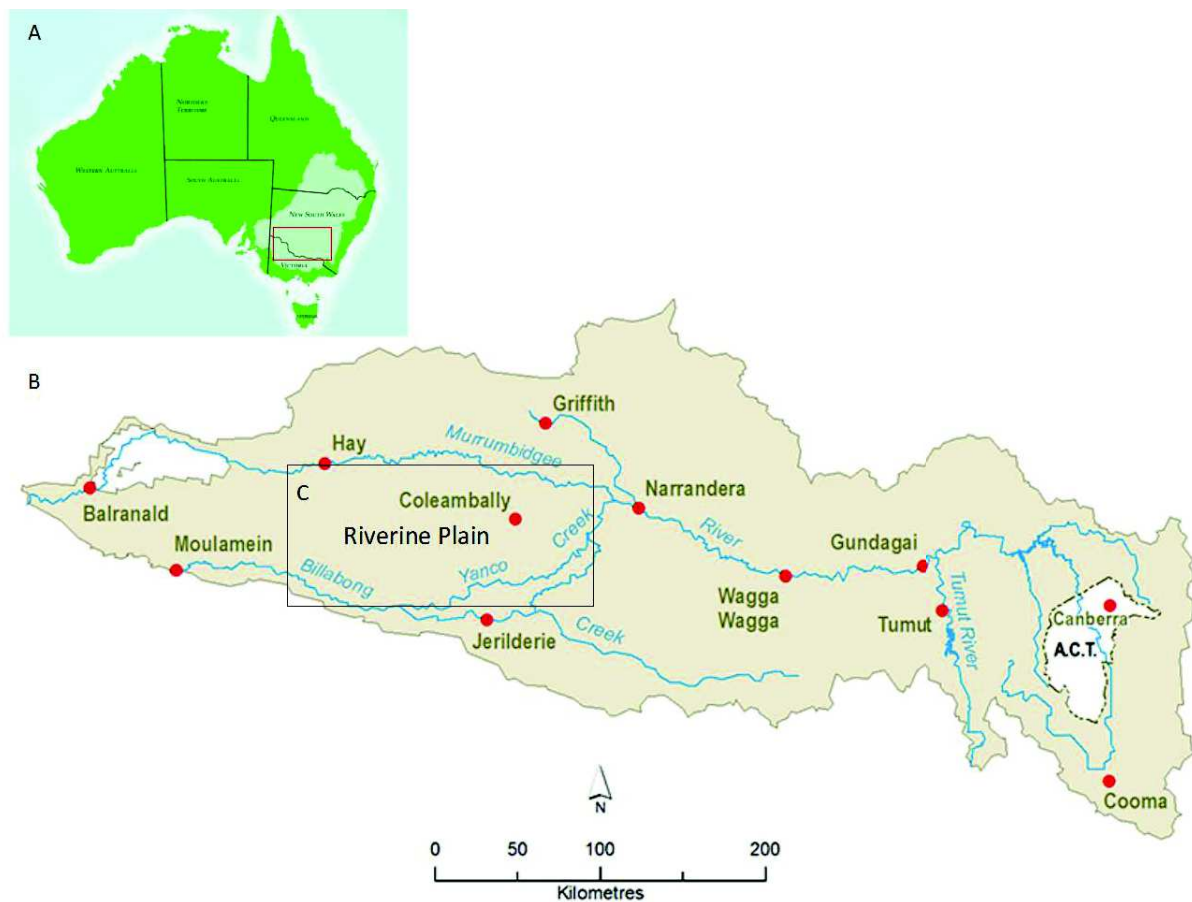 A
NORTHERN
TERRITORY
QUEENSLAND
WESTERN AUSTRALIA
SOUTH AUSTRALIA
NEW SOUTH WALES
VICTORIA
B
Griffith
Hay
Murrumbidgee
C
Coleambally
Narrandera
Balranald
Riverine Plain
Creek
River
Gundagai
Moulamein
Billabong
Yanco
Wagga
Wagga
Tumut
Tumut River
Canberra
A.C.T.
Jerilderie
Creek
Cooma
N
0 50 100 200
Kilometres